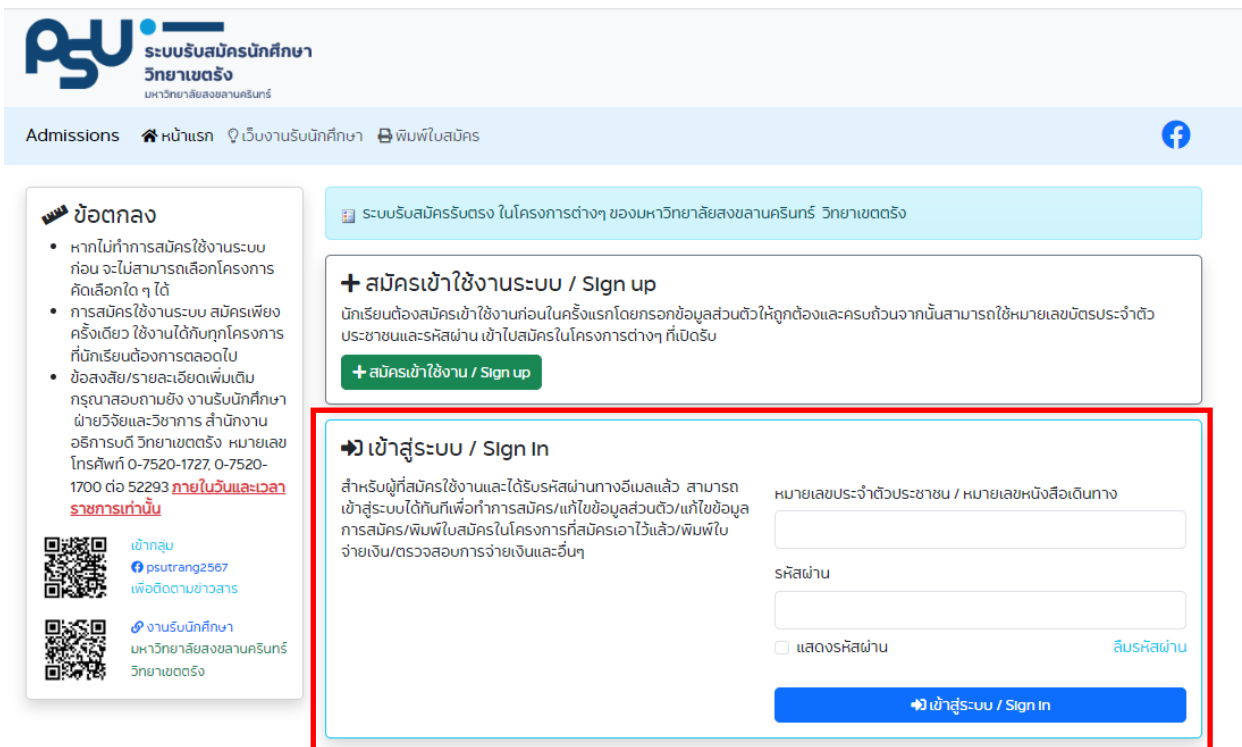 PSU
ระบบรับสมัครนักศึกษา
วิทยาเขตรัง
มหาวิทยาลัยสงขลานครินทร์
Admissions หน้าแรก เว็บงานรับนักศึกษา พิมพ์ใบสมัคร
ข้อตกลง
หากไม่ทำการสมัครใช้งานระบบ
ก่อน จะไม่สามารถเลือกโครงการ
คัดเลือกใด ๆ ได้
การสมัครใช้งานระบบ สมัครเพียง
ครั้งเดียว ใช้งานได้กับทุกโครงการ
ที่นักเรียนต้องการตลอดไป
ข้อสงสัย/รายละเอียดเพิ่มเติม
กรุณาสอบถามยัง งานรับนักศึกษา
ฝ่ายวิจัยและวิชาการ สำนักงาน
อธิการบดี วิทยาเขตตรัง หมายเลข
โทรศัพท์ 0-7520-1727, 0-7520-
1700 ต่อ 52293 ภายในวันและเวลา
ราชการเท่านั้น
เข้ากลุ่ม
psutrang2567
เพื่อติดตามข่าวสาร
งานรับนักศึกษา
มหาวิทยาลัยสงขลานครินทร์
วิทยาเขตตรัง
ระบบรับสมัครรับตรง ในโครงการต่างๆ ของมหาวิทยาลัยสงขลานครินทร์ วิทยาเขตตรัง
สมัครเข้าใช้งานระบบ / Sign up
นักเรียนต้องสมัครเข้าใช้งานก่อนในครั้งแรกโดยกรอกข้อมูลส่วนตัวให้ถูกต้องและครบถ้วนจากนั้นสามารถใช้หมายเลขบัตรประจำตัว
ประชาชนและรหัสผ่าน เข้าไปสมัครในโครงการต่างๆ ที่เปิดรับ
สมัครเข้าใช้งาน / Sign up
เข้าสู่ระบบ / Sign In
สำหรับผู้ที่สมัครใช้งานและได้รับรหัสผ่านทางอีเมลแล้ว สามารถ
เข้าสู่ระบบได้ทันทีเพื่อทำการสมัคร/แก้ไขข้อมูลส่วนตัว/แก้ไขข้อมูล
การสมัคร/พิมพ์ใบสมัครในโครงการที่สมัครเอาไว้แล้ว/พิมพ์ใบ
จ่ายเงิน/ตรวจสอบการจ่ายเงินและอื่นๆ
หมายเลขประจำตัวประชาชน / หมายเลขหนังสือเดินทาง
รหัสผ่าน
แสดงรหัสผ่าน ลืมรหัสผ่าน
เข้าสู่ระบบ / Sign In